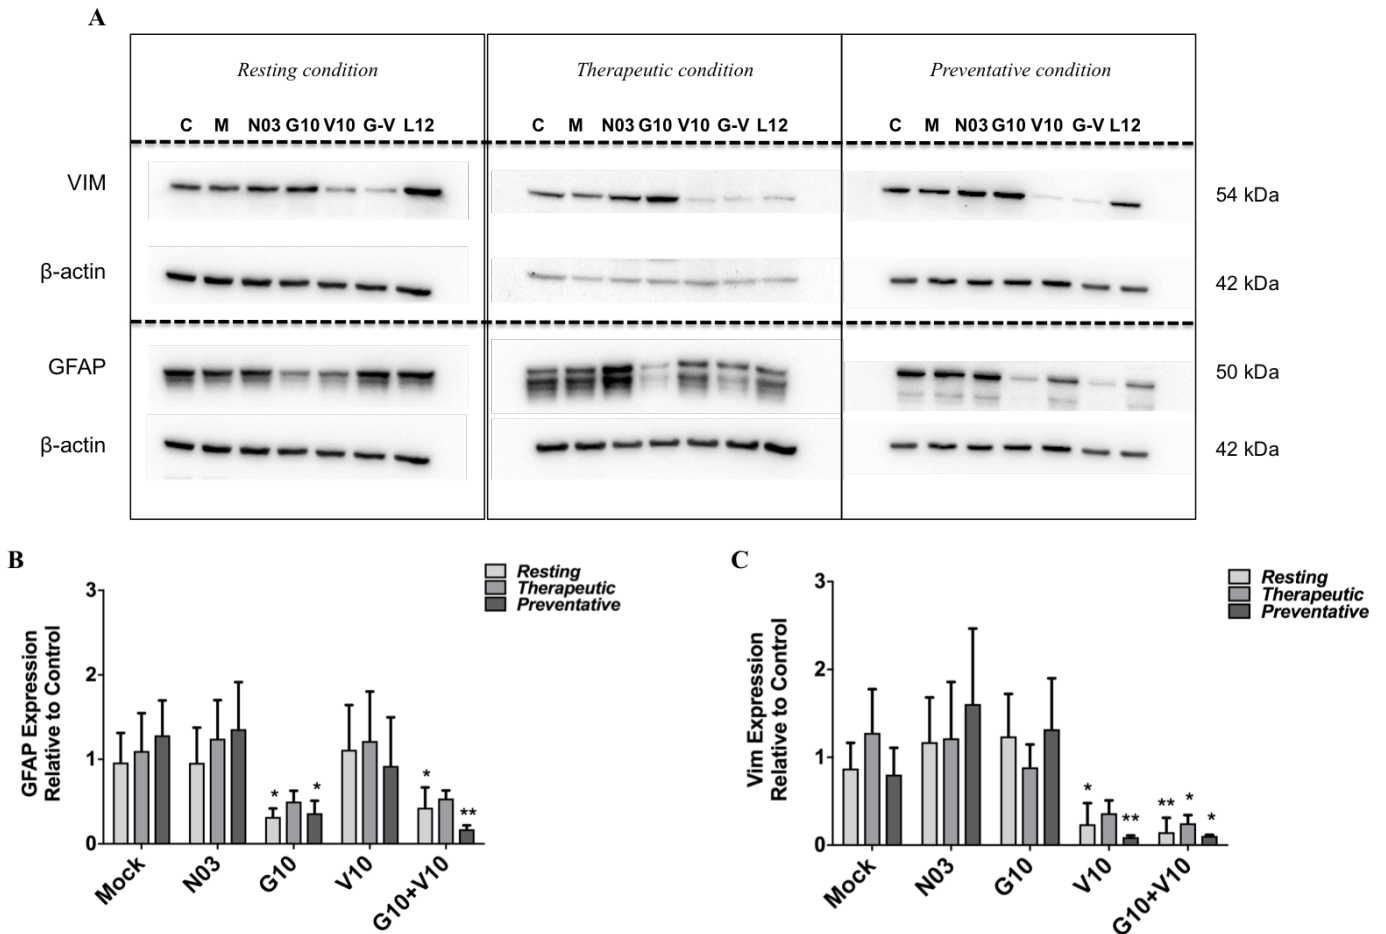 A
Resting condition
Therapeutic condition
Preventative condition
C M N03 G10 V10 G-V L12
C M N03 G10 V10 G-V L12
C M N03 G10 V10 G-V L12
VIM
54 kDa
β-actin
42 kDa
GFAP
50 kDa
β-actin
42 kDa
B
Resting
Therapeutic
Preventative
GFAP Expression
Relative to Control
3
2
1
0
*
*
*
**
Mock
N03
G10
V10
G10+V10
C
Resting
Therapeutic
Preventative
Vim Expression
Relative to Control
3
2
1
0
*
**
**
*
*
Mock
N03
G10
V10
G10+V10